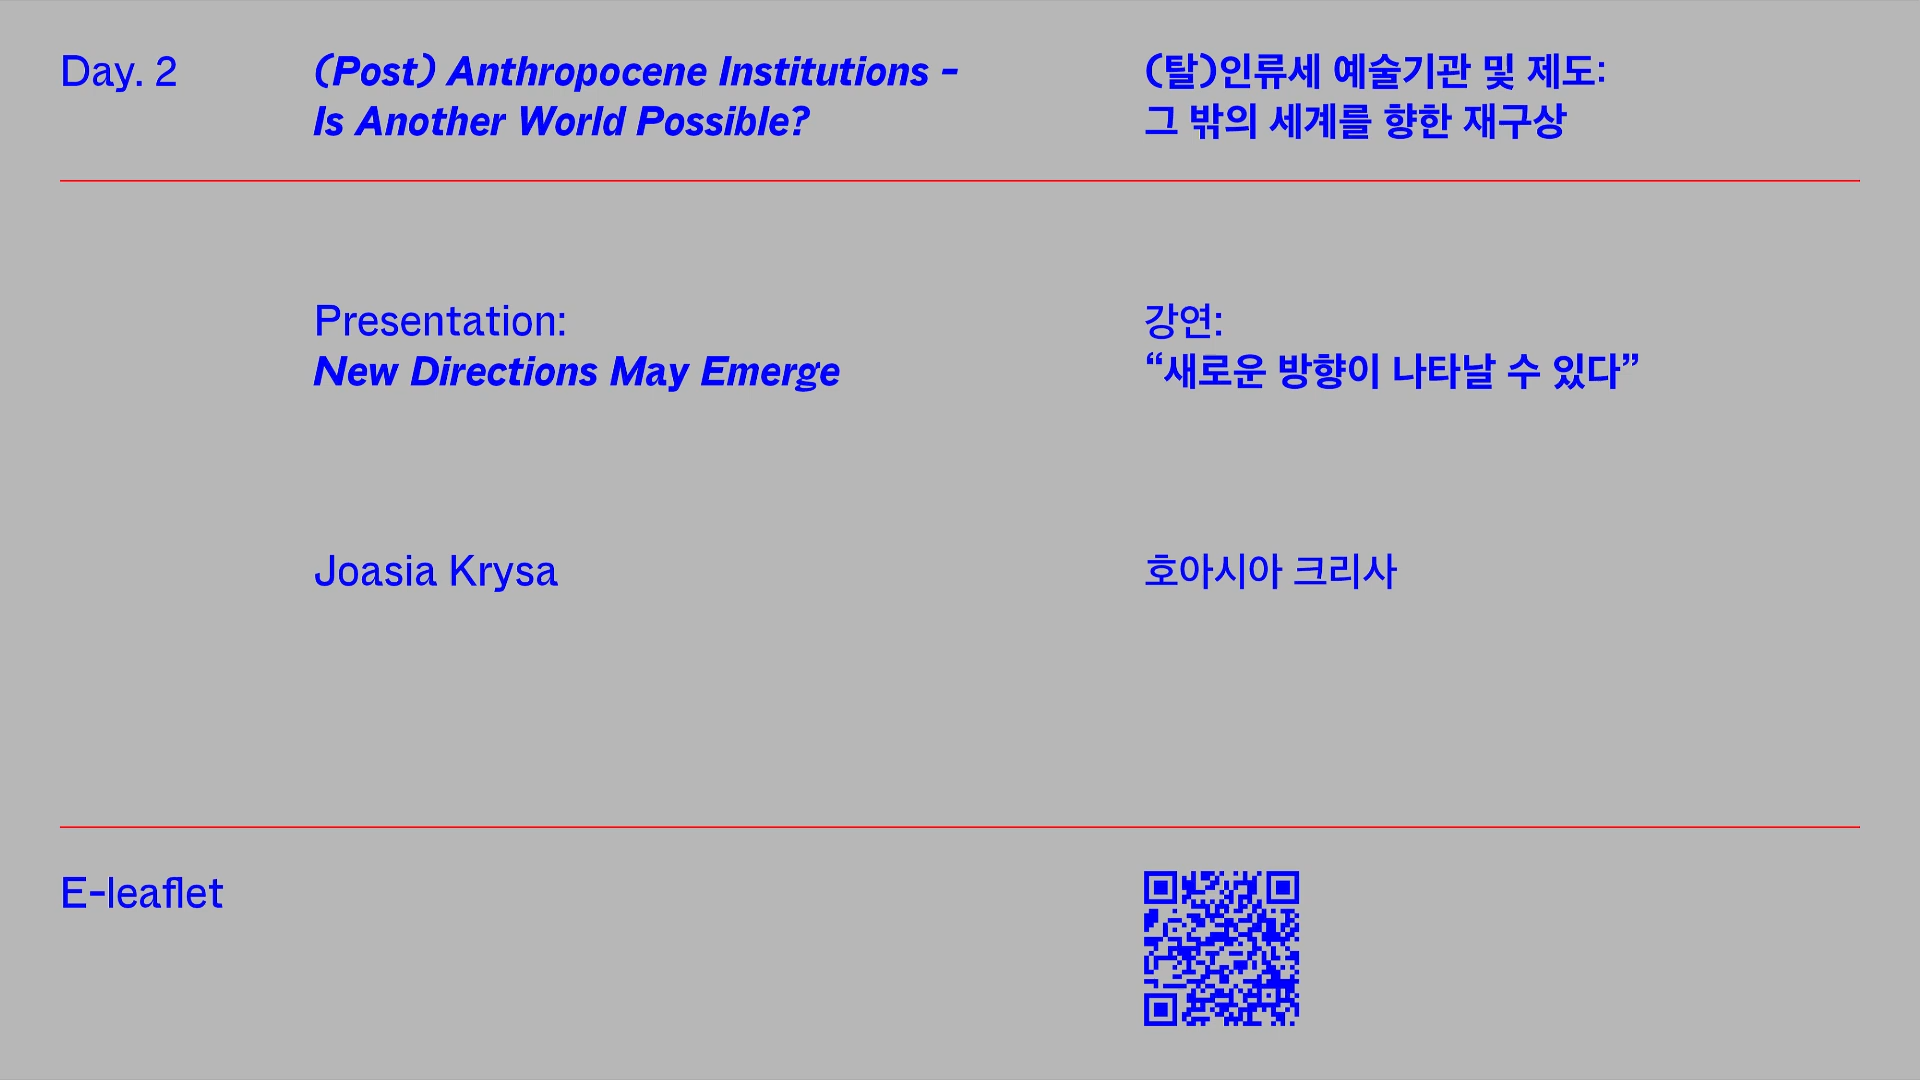 Day. 2
(Post) Anthropocene Institutions -
Is Another World Possible?
(탈)인류세 예술기관 및 제도:
그 밖의 세계를 향한 재구상
Presentation:
New Directions May Emerge
강연:
“새로운 방향이 나타날 수 있다”
Joasia Krysa
호아시아 크리사
E-leaflet